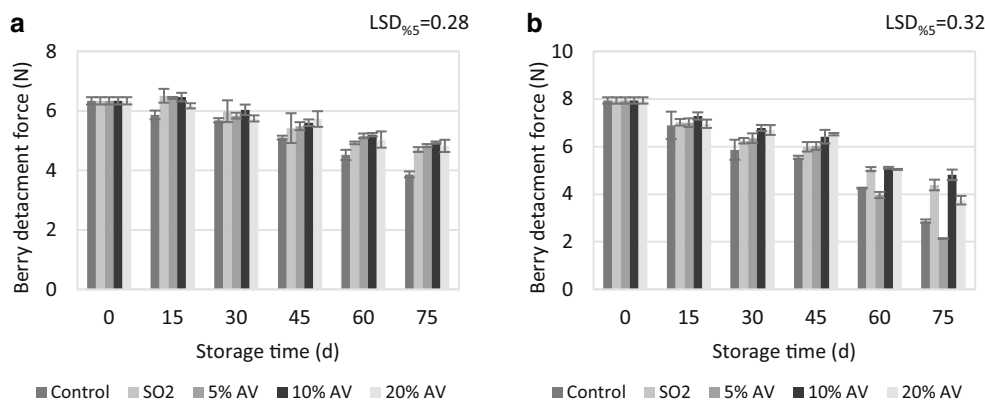 a
LSD%5=0.28
Berry detacment force (N)
8
6
4
2
0
0 15 30 45 60 75
Storage time (d)
Control SO2 5% AV 10% AV 20% AV
b
LSD%5=0.32
Berry detacment force (N)
10
8
6
4
2
0
0 15 30 45 60 75
Storage time (d)
Control SO2 5% AV 10% AV 20% AV